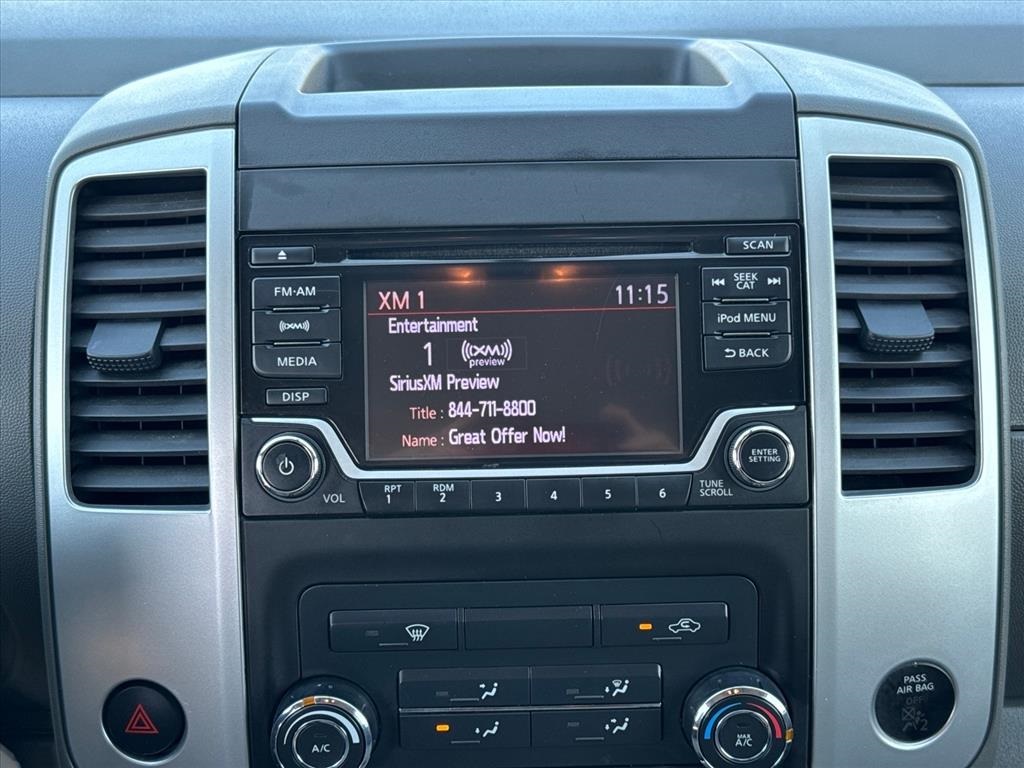 SCAN
FM·AM
SEEK
CAT
XM
iPod MENU
MEDIA
BACK
DISP
XM 1
11:15
Entertainment
1
XM
preview
SiriusXM Preview
Title : 844-711-8800
Name : Great Offer Now!
VOL
RPT
1
RDM
2
3
4
5
6
TUNE
SCROLL
ENTER
SETTING
A/C
MAX
A/C
PASS
AIR BAG
OFF
2